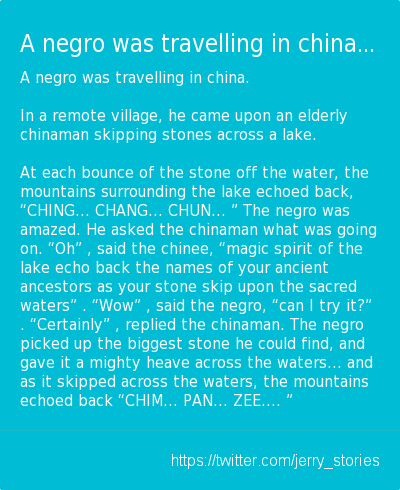 A negro was travelling in china...
A negro was travelling in china.
In a remote village, he came upon an elderly
chinaman skipping stones across a lake.
At each bounce of the stone off the water, the
mountains surrounding the lake echoed back,
“CHING... CHANG... CHUN... ” The negro was
amazed. He asked the chinaman what was going
on. “Oh” , said the chinee, “magic spirit of the
lake echo back the names of your ancient
ancestors as your stone skip upon the sacred
waters” . “Wow” , said the negro, “can I try it?”
. “Certainly” , replied the chinaman. The negro
picked up the biggest stone he could find, and
gave it a mighty heave across the waters... and
as it skipped across the waters, the mountains
echoed back “CHIM... PAN... ZEE.... ”
https://twitter.com/jerry_stories